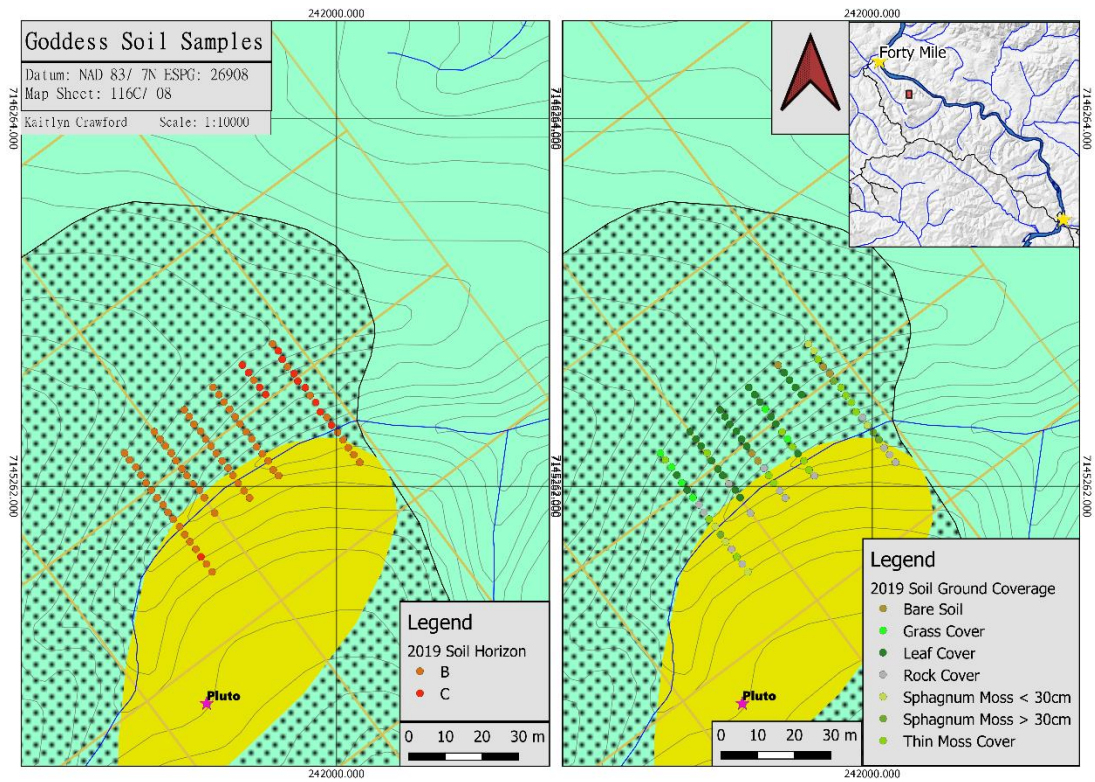 242000.000
242000.000
Goddess Soil Samples
Datum: NAD 83/ 7N ESPG: 26908
Map Sheet: 116C/ 08
Kaitlyn Crawford Scale: 1:10000
Forty Mile
7146264.000
7146264.000
7146264.000
7146264.000
7145262.000
7145262.000
7145262.000
7145262.000
Legend
2019 Soil Horizon
B
C
0 10 20 30 m
Pluto
Legend
2019 Soil Ground Coverage
Bare Soil
Grass Cover
Leaf Cover
Rock Cover
Sphagnum Moss < 30cm
Sphagnum Moss > 30cm
Thin Moss Cover
Pluto
0 10 20 30 m
242000.000
242000.000